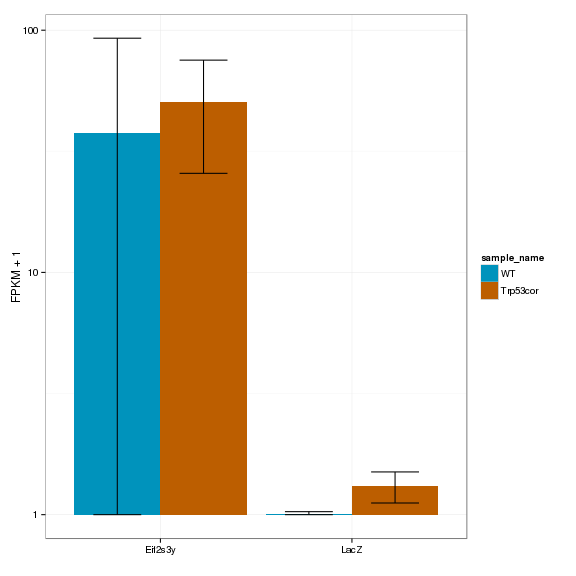 100
10
1
FPKM + 1
Eif2s3y
LacZ
sample_name
WT
Trp53cor